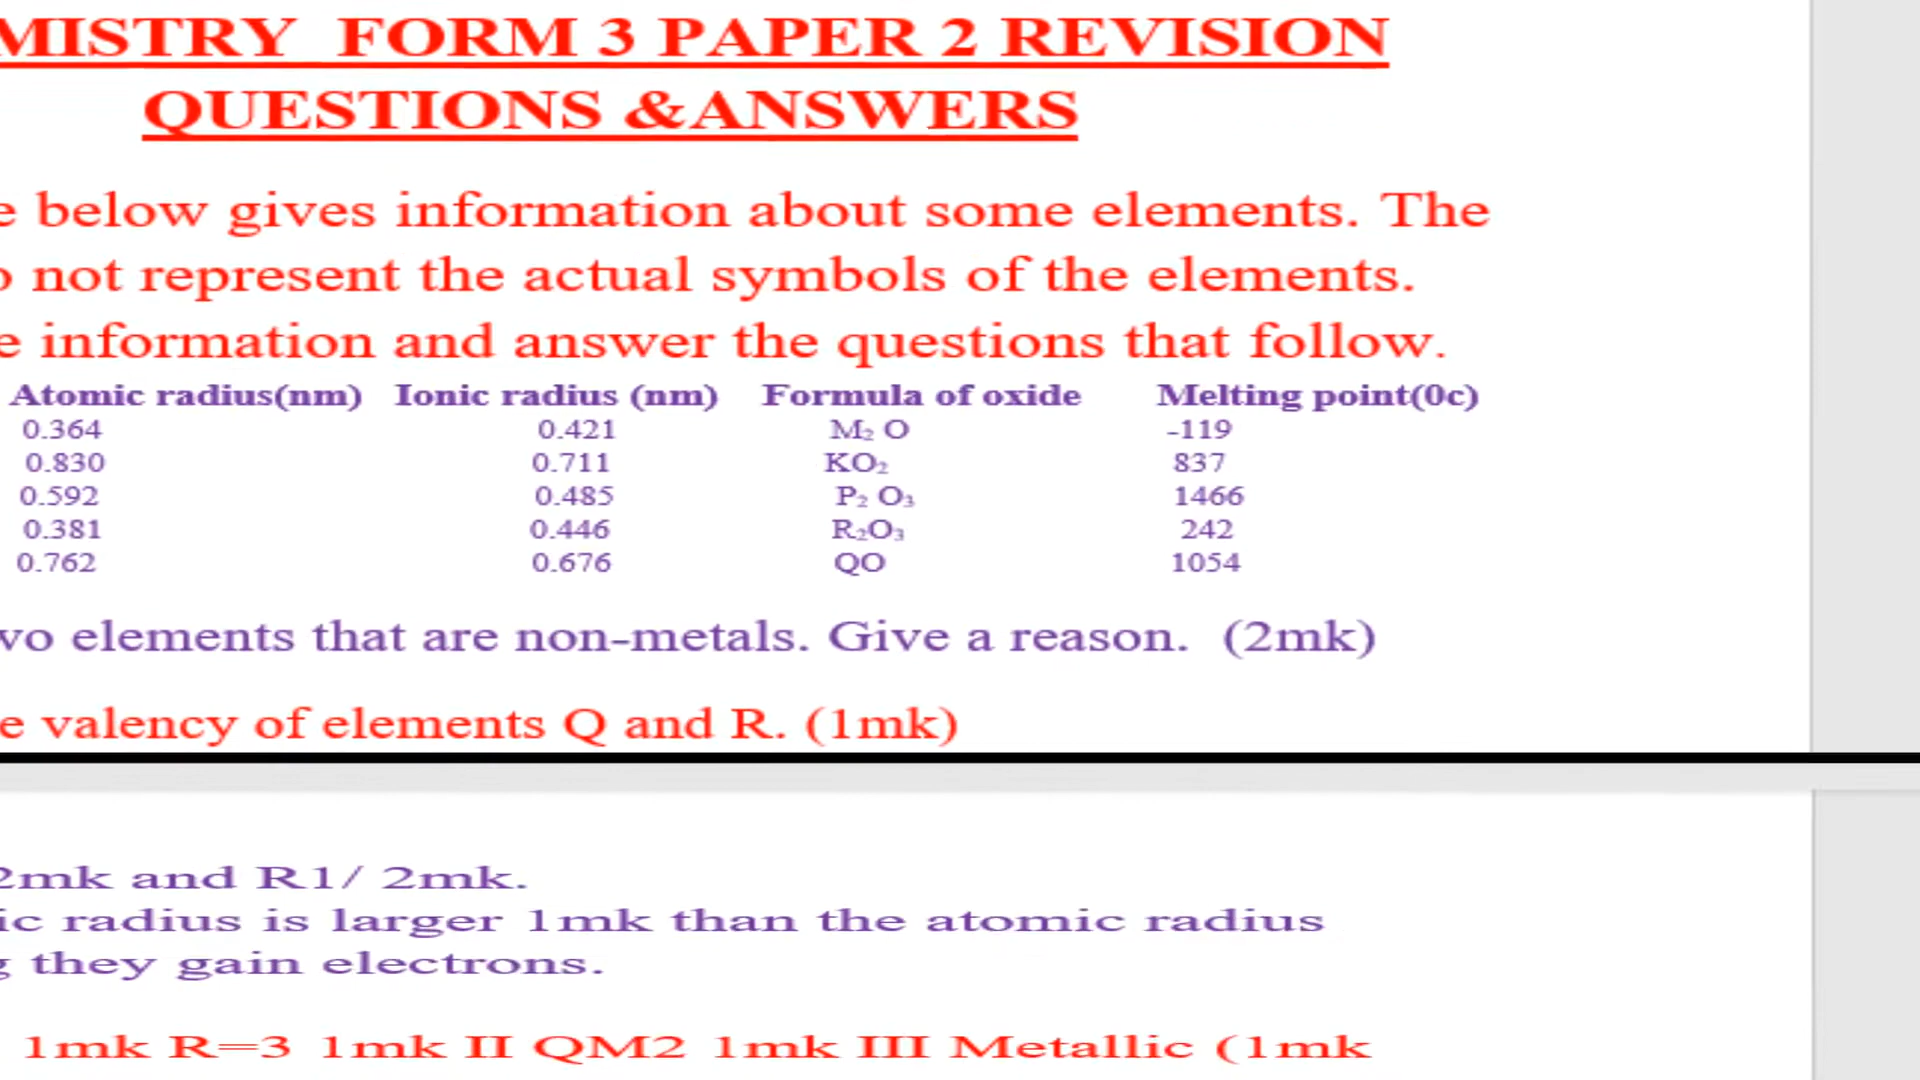 MISTRY FORM 3 PAPER 2 REVISION
QUESTIONS &ANSWERS
e below gives information about some elements. The
o not represent the actual symbols of the elements.
e information and answer the questions that follow.
Atomic radius(nm) Ionic radius (nm) Formula of oxide Melting point(0c)
0.364 0.421 M₂ O -119
0.830 0.711 KO₂ 837
0.592 0.485 P₂ O₃ 1466
0.381 0.446 R₂O₃ 242
0.762 0.676 QO 1054
wo elements that are non-metals. Give a reason. (2mk)
e valency of elements Q and R. (1mk)
2mk and R1/ 2mk.
ic radius is larger 1mk than the atomic radius
g they gain electrons.
1mk R=3 1mk II QM2 1mk III Metallic (1mk